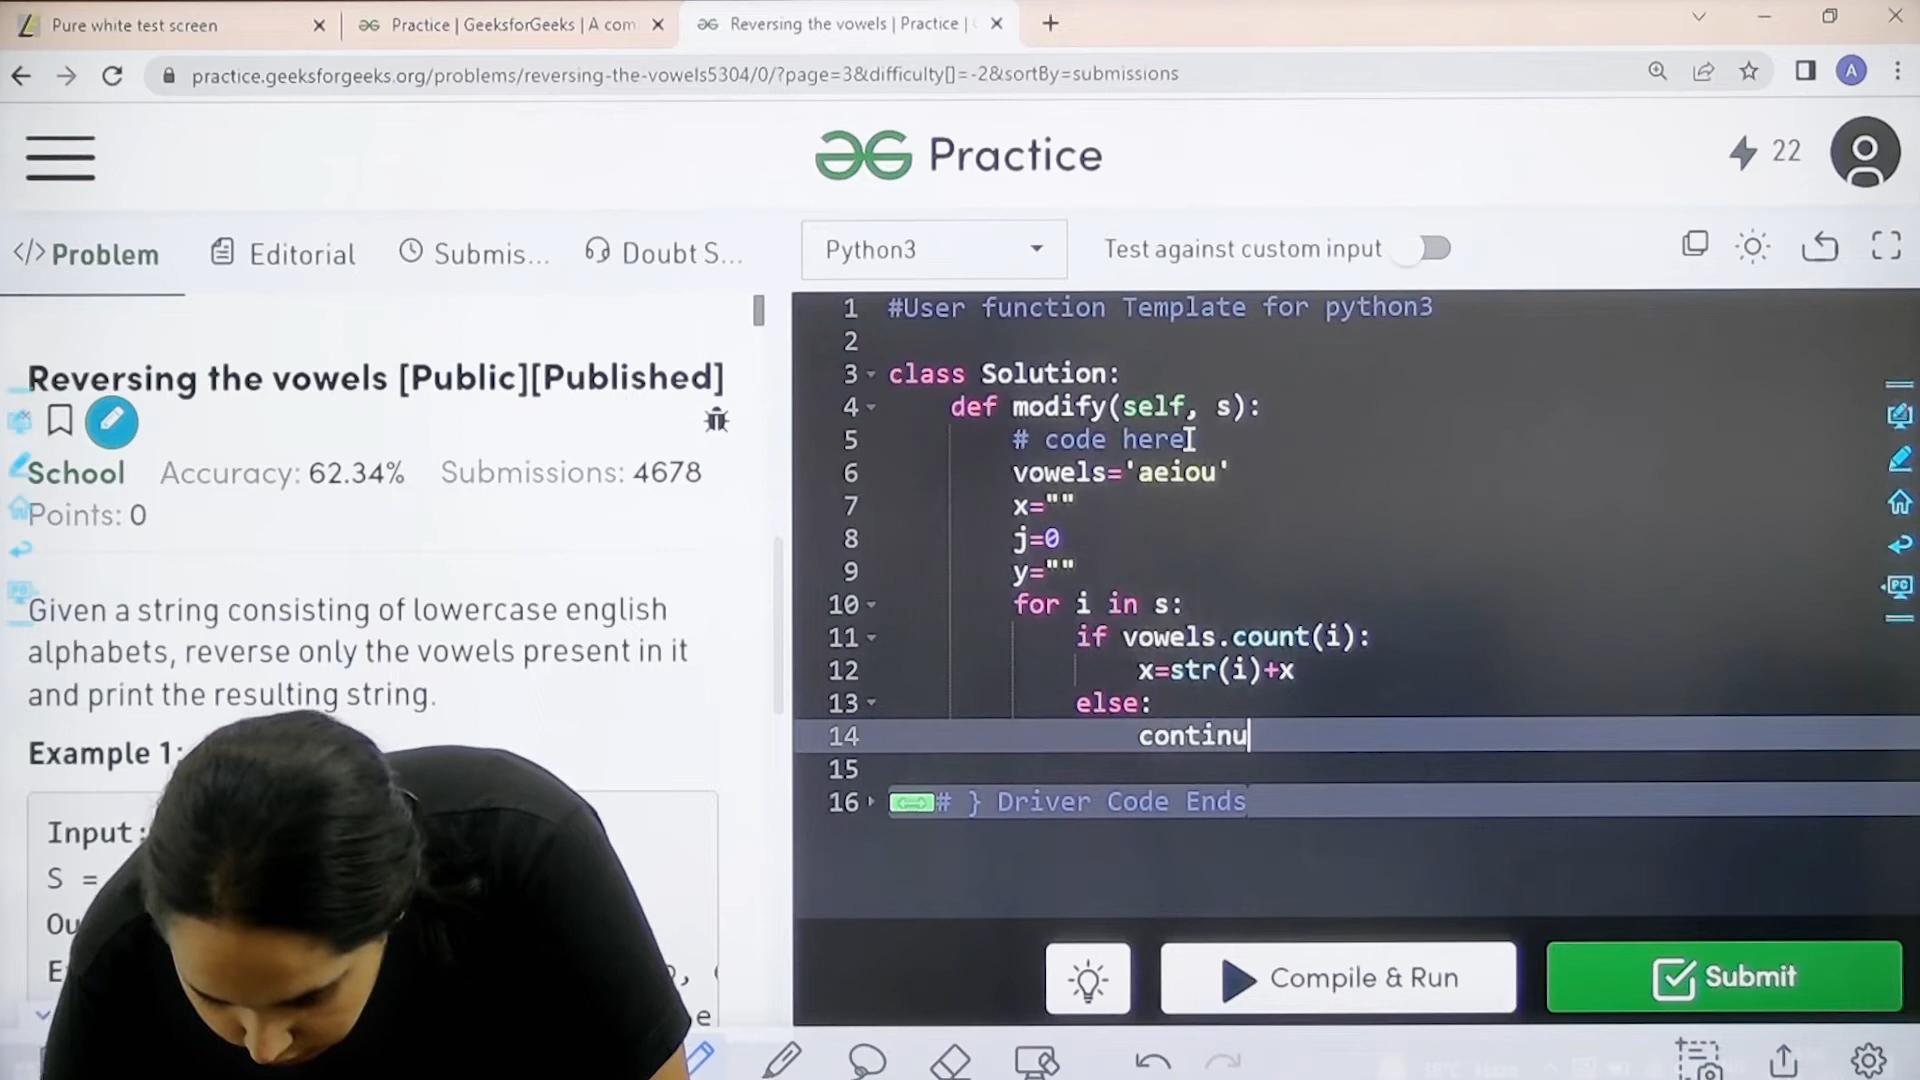 Pure white test screen
Practice | GeeksforGeeks | A com
Reversing the vowels | Practice |
practice.geeksforgeeks.org/problems/reversing-the-vowels5304/0/?page=3&difficulty[]=-2&sortBy=submissions
A
Practice
22
</> Problem
Editorial
Submis...
Doubt S...
Python3
Test against custom input
Reversing the vowels [Public][Published]
School Accuracy: 62.34% Submissions: 4678
Points: 0
Given a string consisting of lowercase english
alphabets, reverse only the vowels present in it
and print the resulting string.
Example 1:
Input:
S =
Ou
E
1 #User function Template for python3
2
3 class Solution:
4 def modify(self, s):
5 # code here
6 vowels='aeiou'
7 x=""
8 j=0
9 y=""
10 for i in s:
11 if vowels.count(i):
12 x=str(i)+x
13 else:
14 continu
15
16 # } Driver Code Ends
Compile & Run
Submit